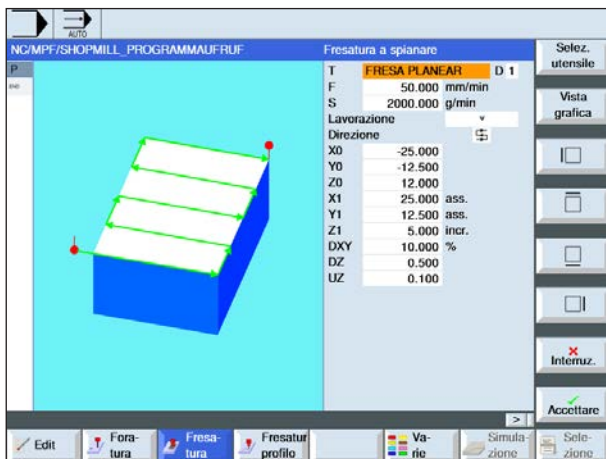 AUTO
NC/MPF/SHOPMILL_PROGRAMMAUFRUF
P
Fresatura a spianare
T FRESA PLANEAR D 1
F 50.000 mm/min
S 2000.000 g/min
Lavorazione
Direzione
X0 -25.000
Y0 -12.500
Z0 12.000
X1 25.000 ass.
Y1 12.500 ass.
Z1 5.000 incr.
DXY 10.000 %
DZ 0.500
UZ 0.100
Selez.
utensile
Vista
grafica
Interruz.
Accettare
>
Edit
Fora-
tura
Fresa-
tura
Fresatur
profilo
Va-
rie
Simula-
zione
Sele-
zione